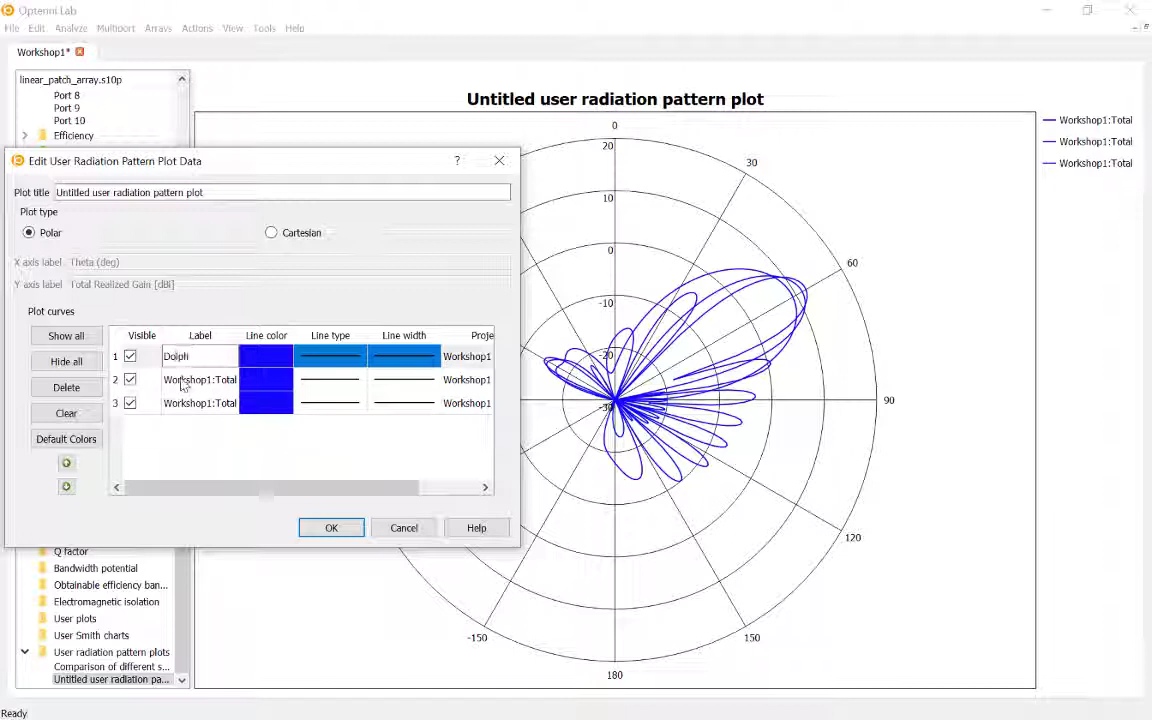 Optenni Lab
File Edit Analyze Multiport Arrays Actions View Tools Help
Workshop1*
linear_patch_array.s10p
Port 8
Port 9
Port 10
Efficiency
Edit User Radiation Pattern Plot Data
?
Plot title Untitled user radiation pattern plot
Plot type
Polar Cartesian
X axis label Theta (deg)
Y axis label Total Realized Gain [dBi]
Plot curves
Show all
Hide all
Delete
Clear
Default Colors
Visible Label Line color Line type Line width Proje
1 Dolph Workshop1
2 Workshop1:Total Workshop1
3 Workshop1:Total Workshop1
OK Cancel Help
Q factor
Bandwidth potential
Obtainable efficiency ban...
Electromagnetic isolation
User plots
User Smith charts
User radiation pattern plots
Comparison of different s...
Untitled user radiation pa...
Untitled user radiation pattern plot
0
20
30
10
60
0
-10
-20
-30
90
120
150
180
-150
Workshop1:Total
Workshop1:Total
Workshop1:Total
Ready